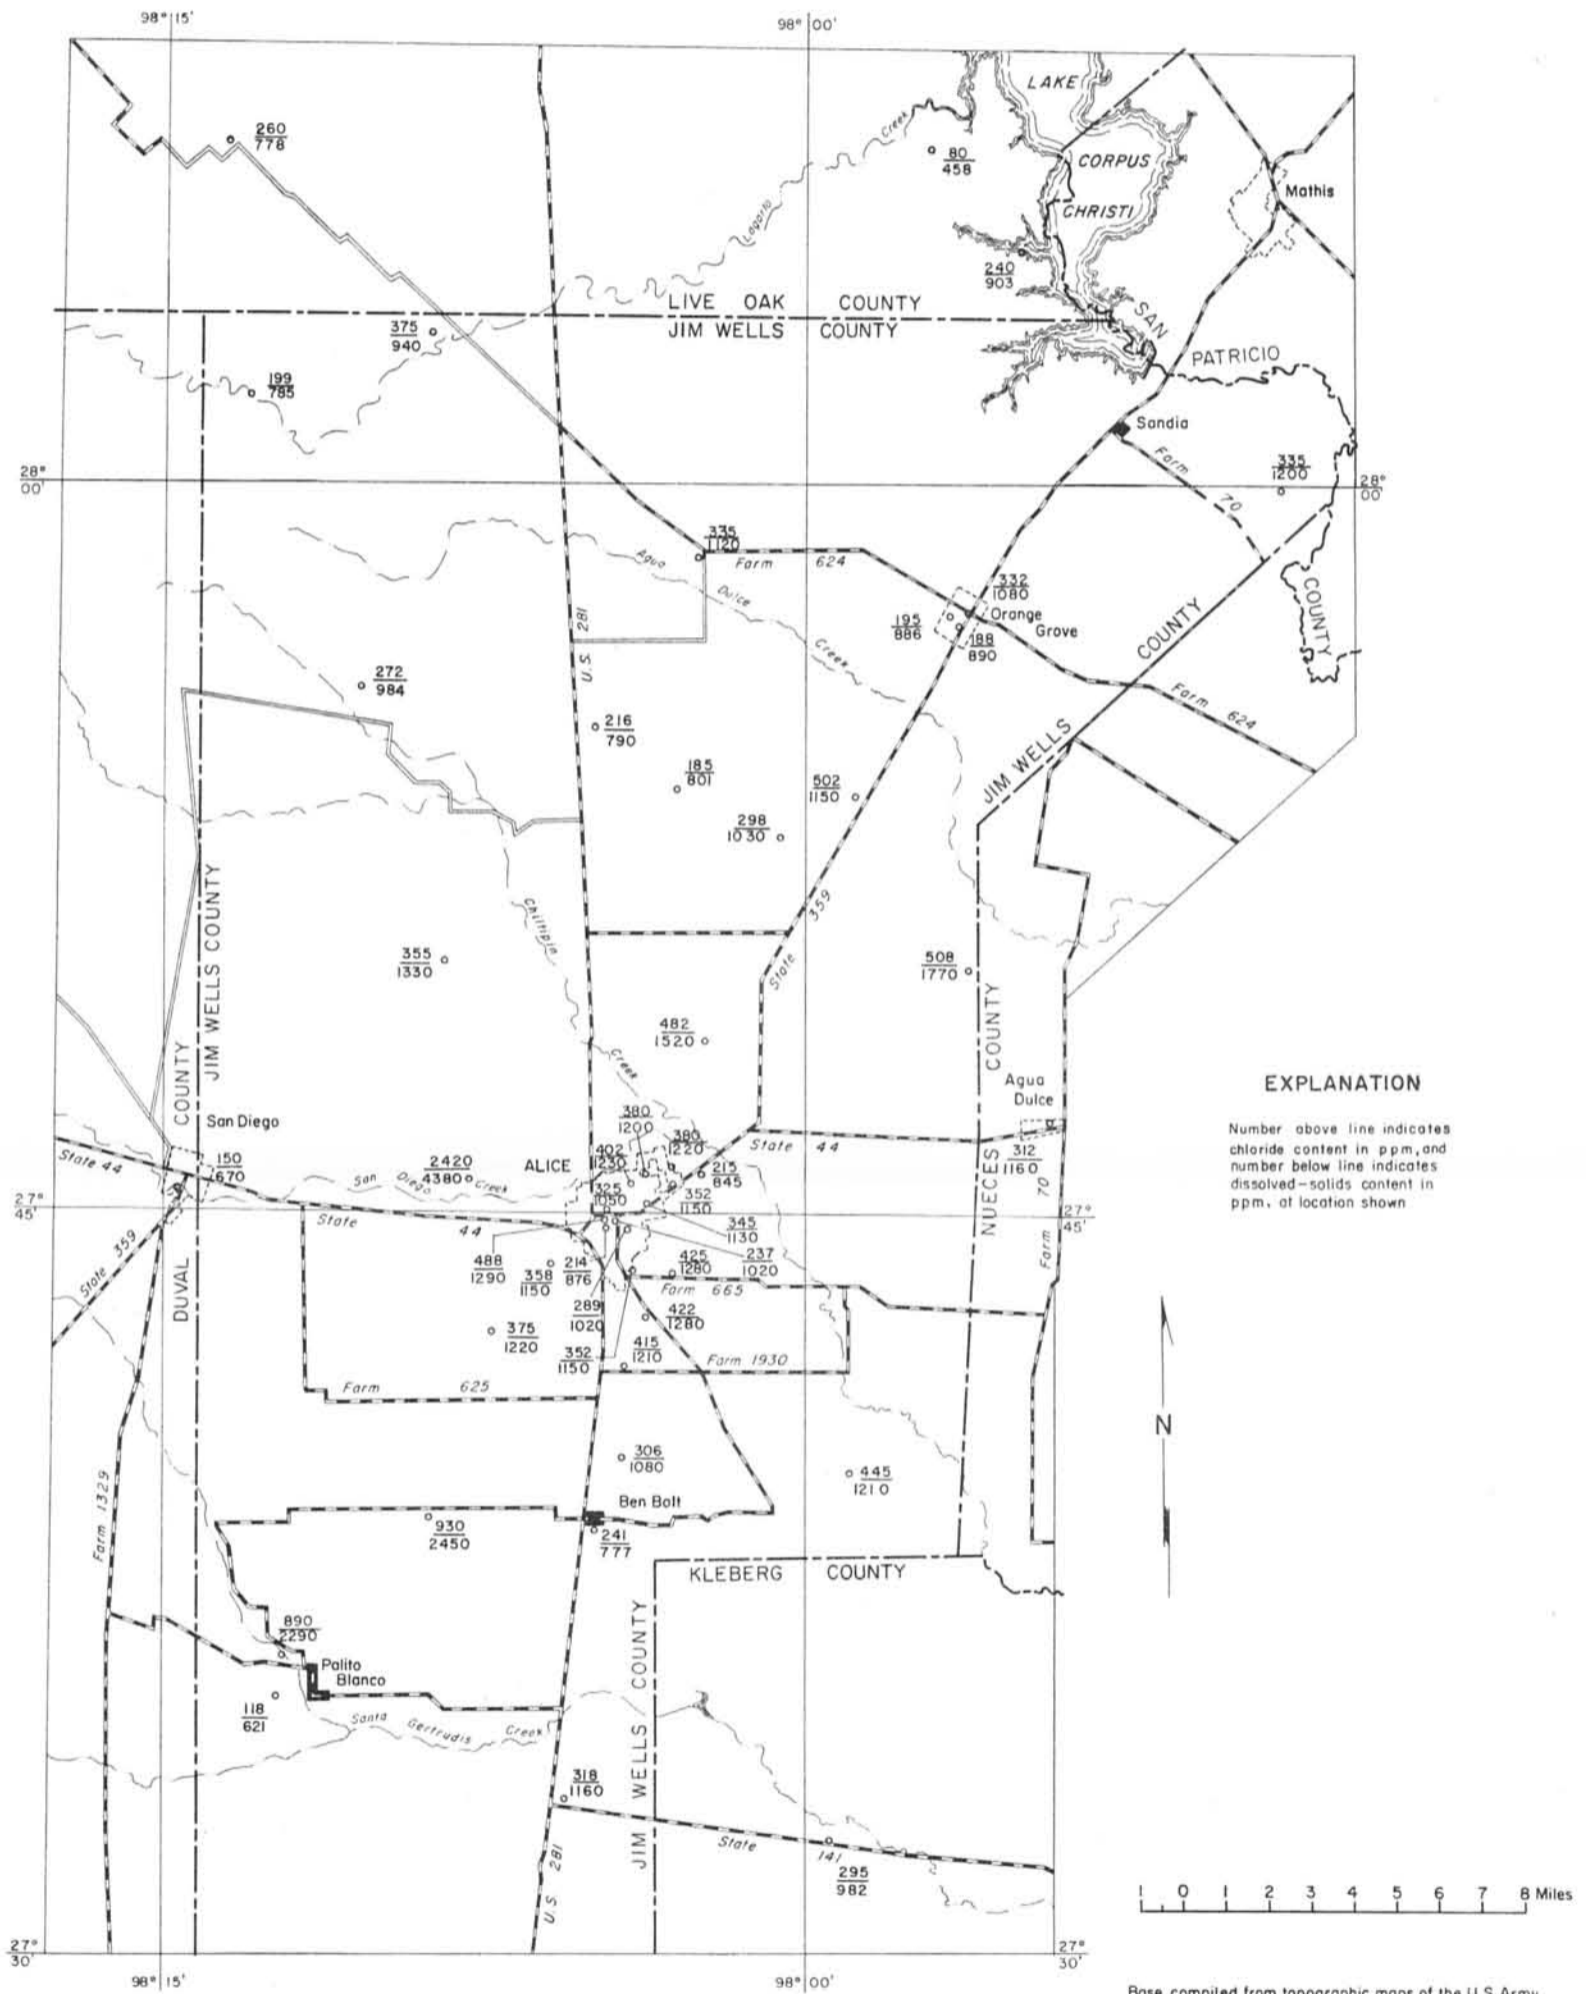 98° 15'
98° 00'
LAKE
CORPUS
CHRISTI
Creek
Lagarto
260
778
80
458
Mathis
240
903
LIVE OAK COUNTY
JIM WELLS COUNTY
SAN
PATRICIO
COUNTY
375
940
199
785
Sandia
Farm 70
335
1200
28°
00'
28°
00'
335
1120
Farm 624
Agua Dulce Creek
332
1080
Orange
Grove
195
886
188
890
U.S. 281
COUNTY
272
984
Farm 624
216
790
JIM WELLS
185
801
502
1150
298
1030
JIM WELLS COUNTY
Chiltipin
359
State
355
1330
508
1770
482
1520
Creek
NUECES COUNTY
COUNTY
DUVAL
Agua
Dulce
San Diego
380
1200
380
1220
State 44
402
1230
ALICE
312
1160
State 44
150
670
2420
4380
San Diego Creek
215
845
325
1050
352
1150
27°
45'
27°
45'
State 44
345
1130
Farm 70
State 359
488
1290
358
1150
214
876
425
1280
237
1020
Farm 665
289
1020
422
1280
375
1220
352
1150
415
1210
Farm 1930
Farm 625
306
1080
445
1210
Farm 1329
Ben Bolt
930
2450
241
777
KLEBERG COUNTY
JIM WELLS COUNTY
890
2290
Palito
Blanco
118
621
Santa Gertrudis Creek
318
1160
State 141
295
982
U.S. 281
27°
30'
27°
30'
98° 15'
98° 00'
EXPLANATION
Number above line indicates
chloride content in ppm, and
number below line indicates
dissolved-solids content in
ppm. at location shown
N
1 0 1 2 3 4 5 6 7 8 Miles
Base compiled from topographic maps of the U.S. Army